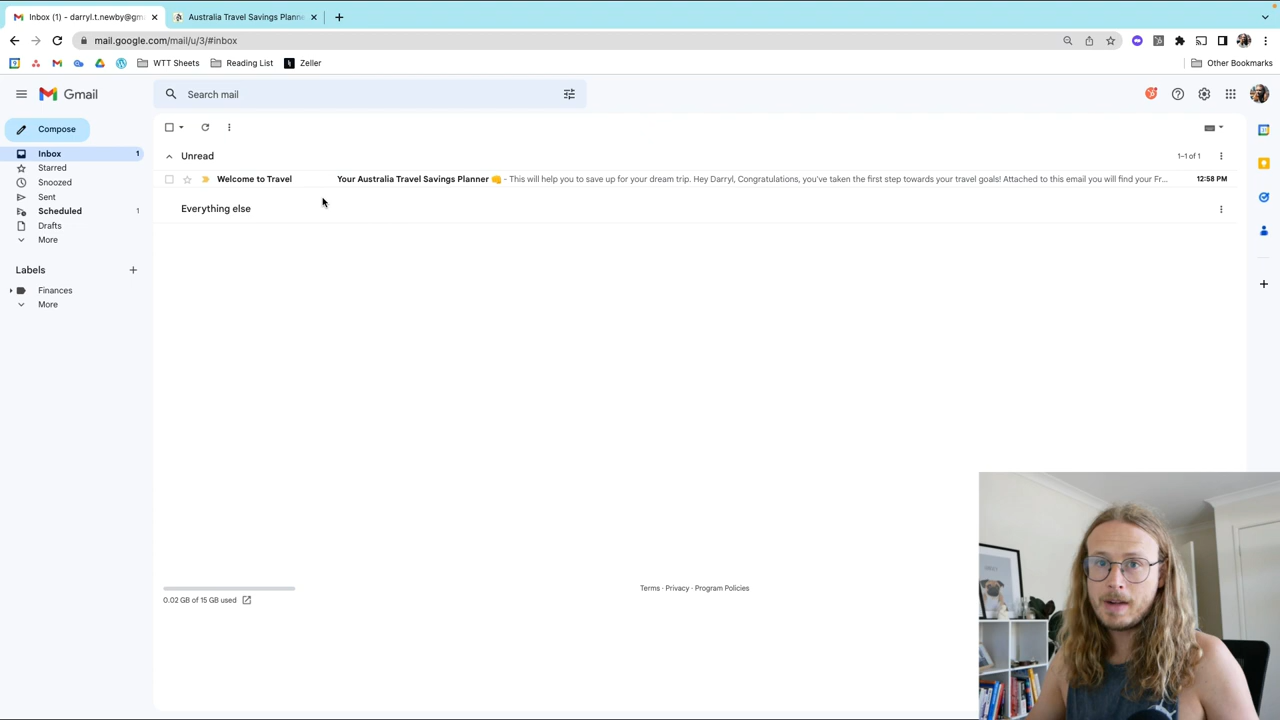 Inbox (1) - darryl.t.newby@gm
Australia Travel Savings Planne
mail.google.com/mail/u/3/#inbox
WTT Sheets
Reading List
Zeller
Other Bookmarks
Gmail
Search mail
Compose
Inbox 1
Starred
Snoozed
Sent
Scheduled 1
Drafts
More
Labels
Finances
More
Unread
1–1 of 1
Welcome to Travel Your Australia Travel Savings Planner 👊 - This will help you to save up for your dream trip. Hey Darryl, Congratulations, you've taken the first step towards your travel goals! Attached to this email you will find your Fr... 12:58 PM
Everything else
0.02 GB of 15 GB used
Terms · Privacy · Program Policies